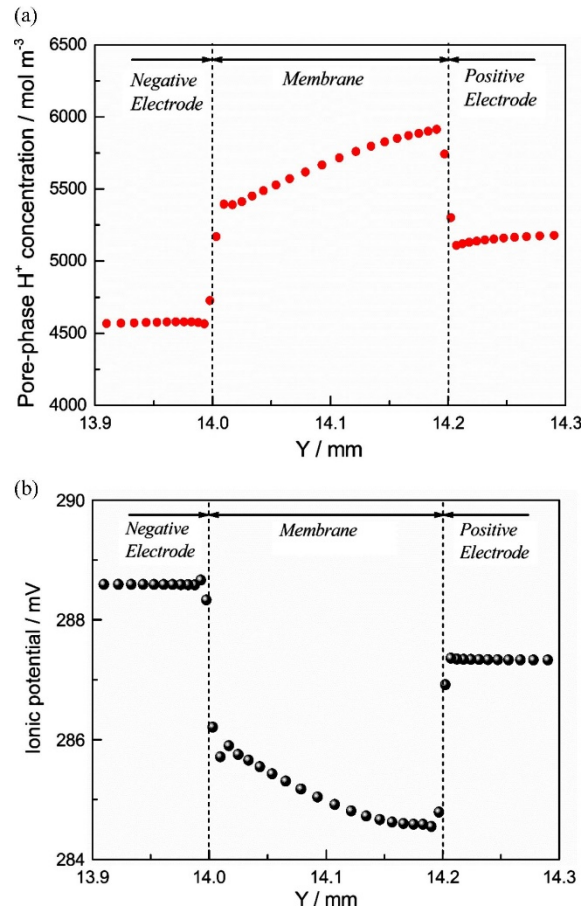 (a)
6500
6000
5500
5000
4500
4000
Pore-phase H⁺ concentration / mol m⁻³
Negative
Electrode
Membrane
Positive
Electrode
13.9 14.0 14.1 14.2 14.3
Y / mm
(b)
290
288
286
284
Ionic potential / mV
Negative
Electrode
Membrane
Positive
Electrode
13.9 14.0 14.1 14.2 14.3
Y / mm